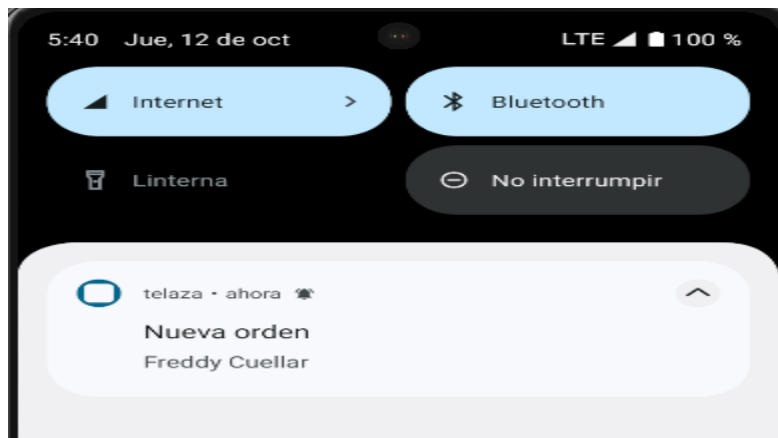 5:40 Jue, 12 de oct LTE 100 %
Internet > Bluetooth
Linterna No interrumpir
telaza • ahora
Nueva orden
Freddy Cuellar